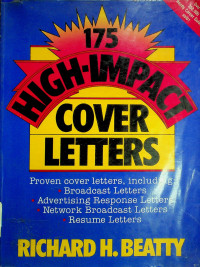 175
HIGH-IMPACT
COVER
LETTERS
Proven cover letters, including:
• Broadcast Letters
• Advertising Response Letters
• Network Broadcast Letters
• Resume Letters
RICHARD H. BEATTY